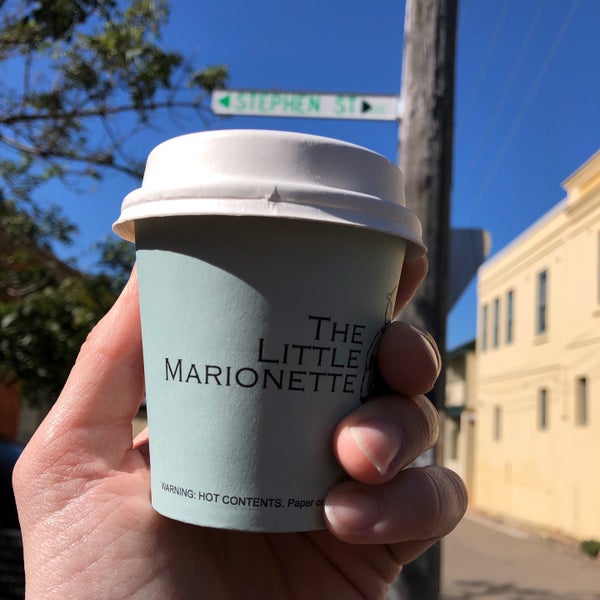 STEPHEN ST
THE
LITTLE
MARIONETTE
WARNING: HOT CONTENTS. Paper